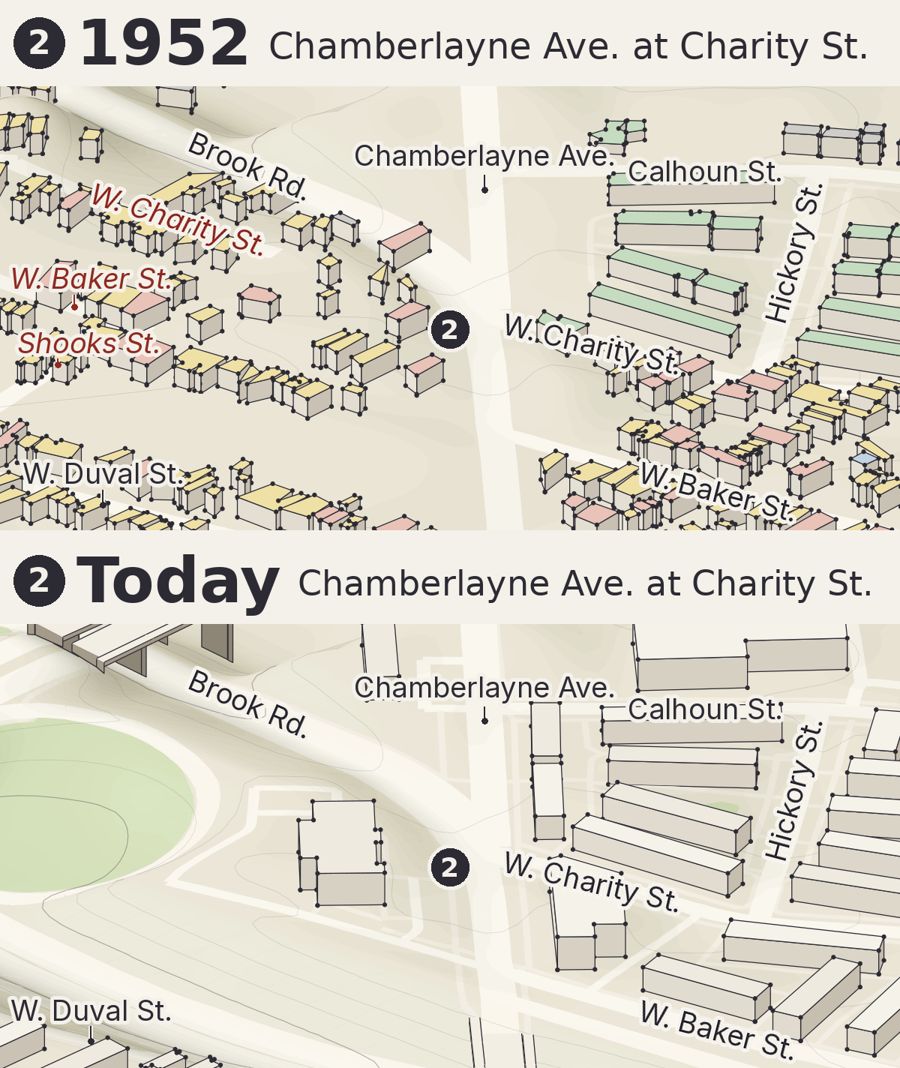 2 1952 Chamberlayne Ave. at Charity St.
Brook Rd.
Chamberlayne Ave.
Calhoun St.
W. Charity St.
Hickory St.
W. Baker St.
2
W. Charity St.
Shooks St.
W. Duval St.
W. Baker St.
2 Today Chamberlayne Ave. at Charity St.
Brook Rd.
Chamberlayne Ave.
Calhoun St.
Hickory St.
2
W. Charity St.
W. Duval St.
W. Baker St.